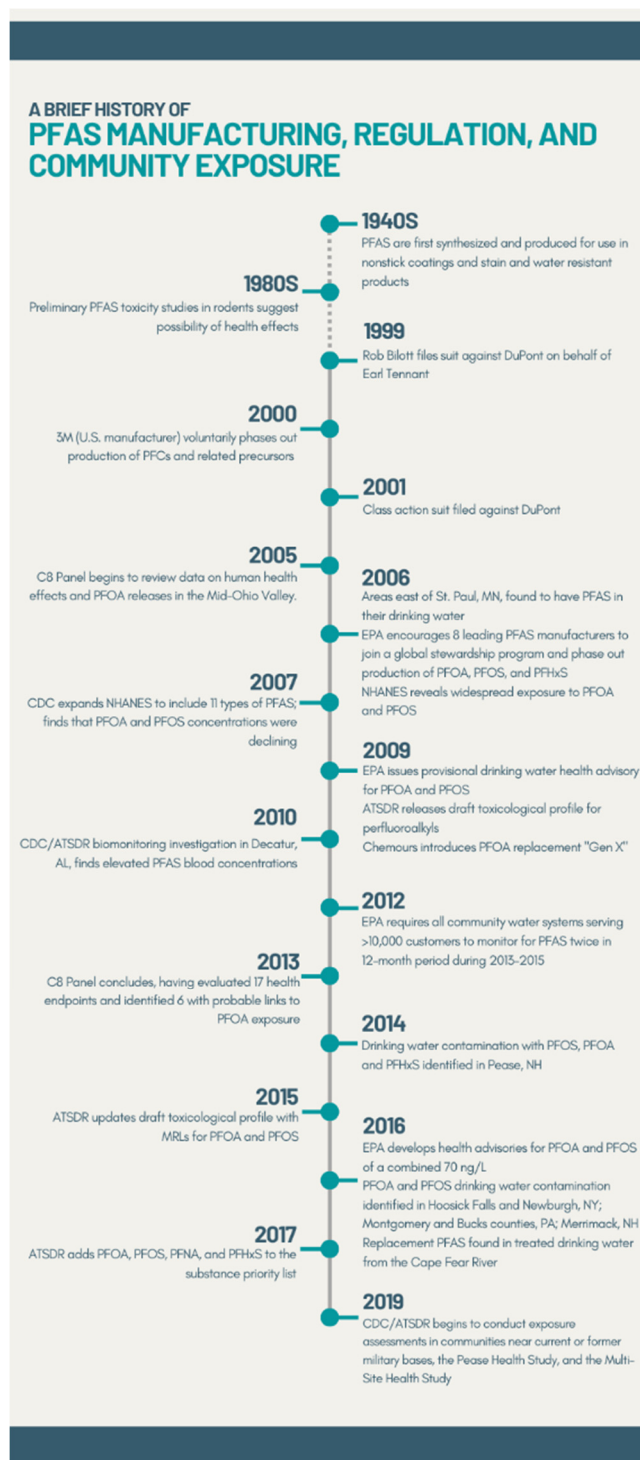 A BRIEF HISTORY OF
PFAS MANUFACTURING, REGULATION, AND
COMMUNITY EXPOSURE
1940S
PFAS are first synthesized and produced for use in
nonstick coatings and stain and water resistant
products
1980S
Preliminary PFAS toxicity studies in rodents suggest
possibility of health effects
1999
Rob Bilott files suit against DuPont on behalf of
Earl Tennant
2000
3M (U.S. manufacturer) voluntarily phases out
production of PFCs and related precursors
2001
Class action suit filed against DuPont
2005
C8 Panel begins to review data on human health
effects and PFOA releases in the Mid-Ohio Valley.
2006
Areas east of St. Paul, MN, found to have PFAS in
their drinking water
EPA encourages 8 leading PFAS manufacturers to
join a global stewardship program and phase out
production of PFOA, PFOS, and PFHxS
NHANES reveals widespread exposure to PFOA
and PFOS
2007
CDC expands NHANES to include 11 types of PFAS;
finds that PFOA and PFOS concentrations were
declining
2009
EPA issues provisional drinking water health advisory
for PFOA and PFOS
ATSDR releases draft toxicological profile for
perfluoroalkyls
Chemours introduces PFOA replacement "Gen X"
2010
CDC/ATSDR biomonitoring investigation in Decatur,
AL, finds elevated PFAS blood concentrations
2012
EPA requires all community water systems serving
>10,000 customers to monitor for PFAS twice in
12-month period during 2013-2015
2013
C8 Panel concludes, having evaluated 17 health
endpoints and identified 6 with probable links to
PFOA exposure
2014
Drinking water contamination with PFOS, PFOA
and PFHxS identified in Pease, NH
2015
ATSDR updates draft toxicological profile with
MRLs for PFOA and PFOS
2016
EPA develops health advisories for PFOA and PFOS
of a combined 70 ng/L
PFOA and PFOS drinking water contamination
identified in Hoosick Falls and Newburgh, NY;
Montgomery and Bucks counties, PA; Merrimack, NH
Replacement PFAS found in treated drinking water
from the Cape Fear River
2017
ATSDR adds PFOA, PFOS, PFNA, and PFHxS to the
substance priority list
2019
CDC/ATSDR begins to conduct exposure
assessments in communities near current or former
military bases, the Pease Health Study, and the Multi-
Site Health Study